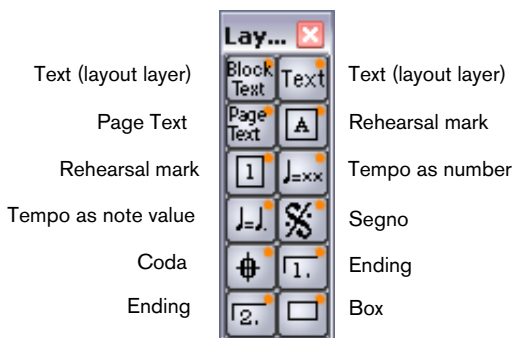 Lay...
Text (layout layer) Block Text Text Text (layout layer)
Page Text Page Text A Rehearsal mark
Rehearsal mark 1 =xx Tempo as number
Tempo as note value = . Segno
Coda 1. Ending
Ending 2. Box